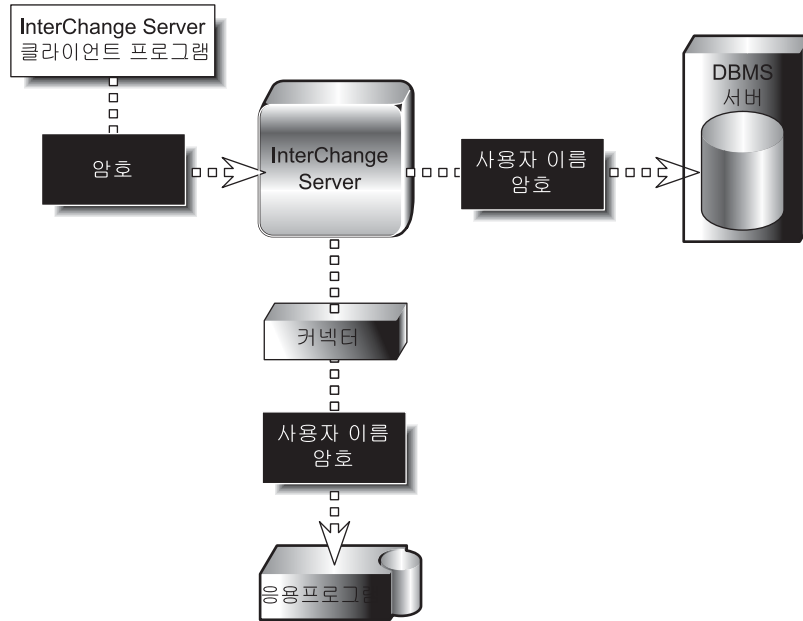 InterChange Server
클라이언트 프로그램
암호
InterChange
Server
사용자 이름
암호
DBMS
서버
커넥터
사용자 이름
암호
응용프로그램